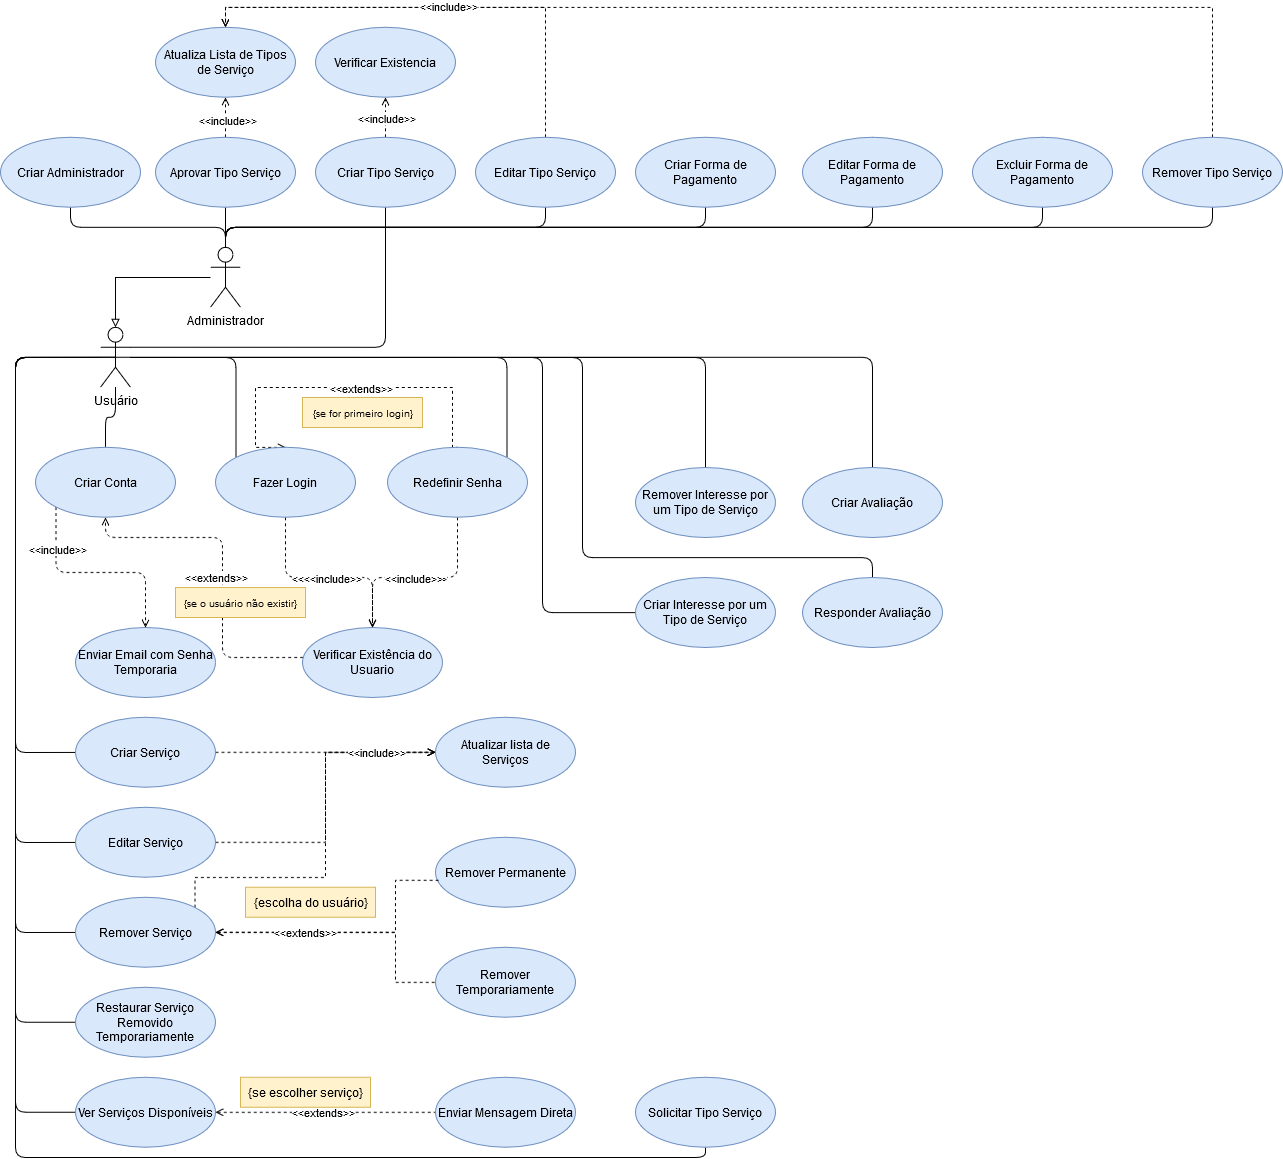 <<include>>
Atualiza Lista de Tipos
de Serviço
Verificar Existencia
<<include>>
<<include>>
Criar Administrador
Aprovar Tipo Serviço
Criar Tipo Serviço
Editar Tipo Serviço
Criar Forma de
Pagamento
Editar Forma de
Pagamento
Excluir Forma de
Pagamento
Remover Tipo Serviço
Administrador
Usuário
<<extends>>
{se for primeiro login}
Criar Conta
Fazer Login
Redefinir Senha
Remover Interesse por
um Tipo de Serviço
Criar Avaliação
<<include>>
<<extends>>
<<<<include>>
<<include>>>
{se o usuário não existir}
Criar Interesse por um
Tipo de Serviço
Responder Avaliação
Enviar Email com Senha
Temporaria
Verificar Existência do
Usuario
Criar Serviço
<<include>>
Atualizar lista de
Serviços
Editar Serviço
Remover Permanente
{escolha do usuário}
Remover Serviço
<<extends>>
Remover
Temporariamente
Restaurar Serviço
Removido
Temporariamente
{se escolher serviço}
Ver Serviços Disponíveis
<<extends>>
Enviar Mensagem Direta
Solicitar Tipo Serviço